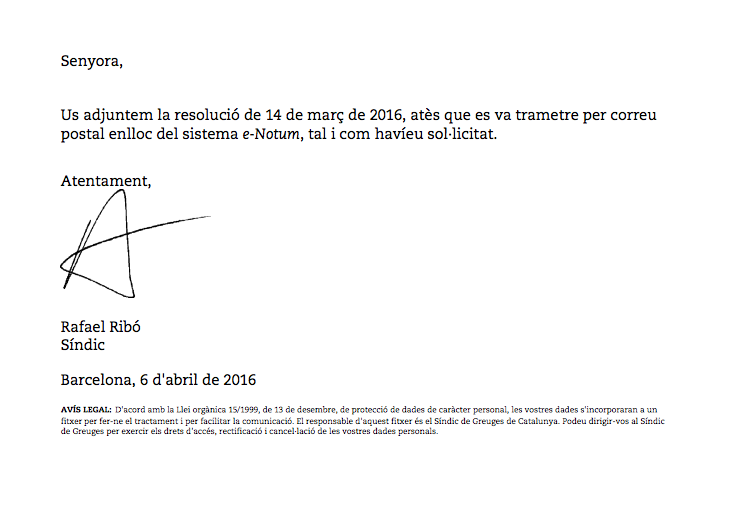 Senyora,
Us adjuntem la resolució de 14 de març de 2016, atès que es va trametre per correu
postal enlloc del sistema e-Notum, tal i com havíeu sol·licitat.
Atentament,
Rafael Ribó
Síndic
Barcelona, 6 d'abril de 2016
AVÍS LEGAL: D'acord amb la Llei orgànica 15/1999, de 13 de desembre, de protecció de dades de caràcter personal, les vostres dades s'incorporaran a un
fitxer per fer-ne el tractament i per facilitar la comunicació. El responsable d'aquest fitxer és el Síndic de Greuges de Catalunya. Podeu dirigir-vos al Síndic
de Greuges per exercir els drets d'accés, rectificació i cancel·lació de les vostres dades personals.